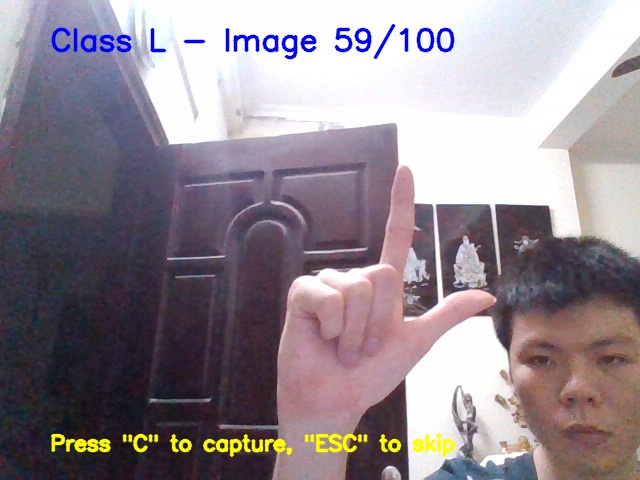 Class L - Image 59/100
Press "C" to capture, "ESC" to skip